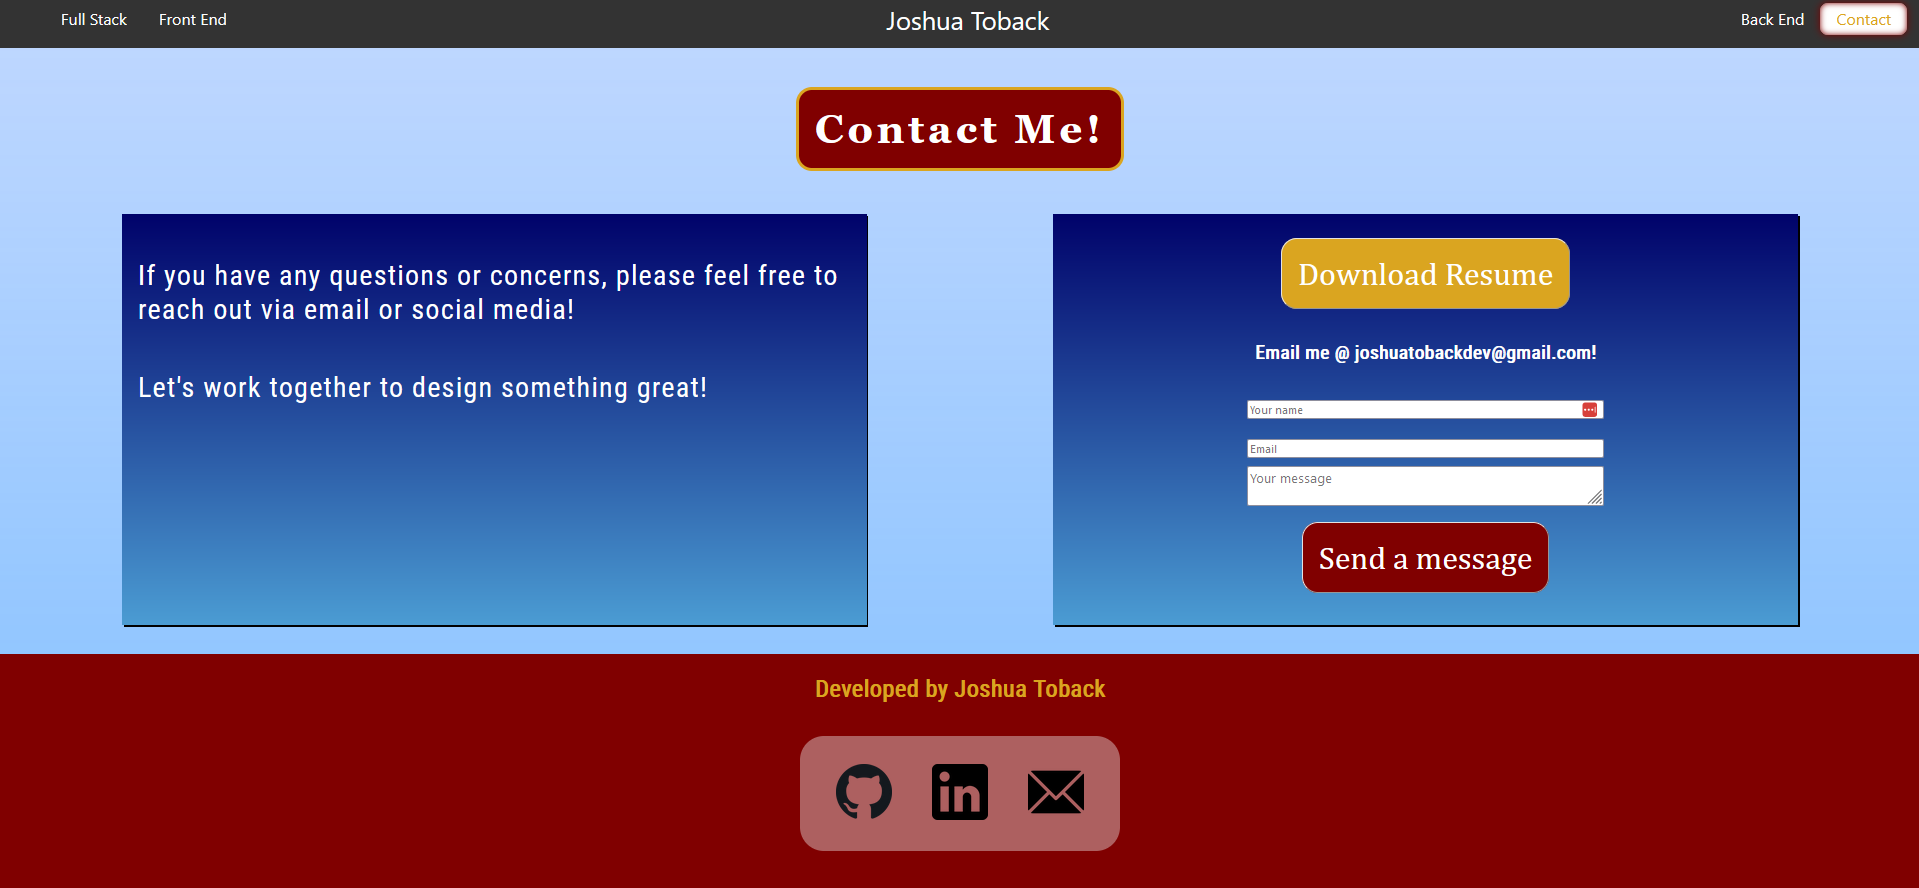 Full Stack
Front End
Joshua Toback
Back End
Contact
Contact Me!
If you have any questions or concerns, please feel free to
reach out via email or social media!
Let's work together to design something great!
Download Resume
Email me @ joshuatobackdev@gmail.com!
Your name
Email
Your message
Send a message
Developed by Joshua Toback
in